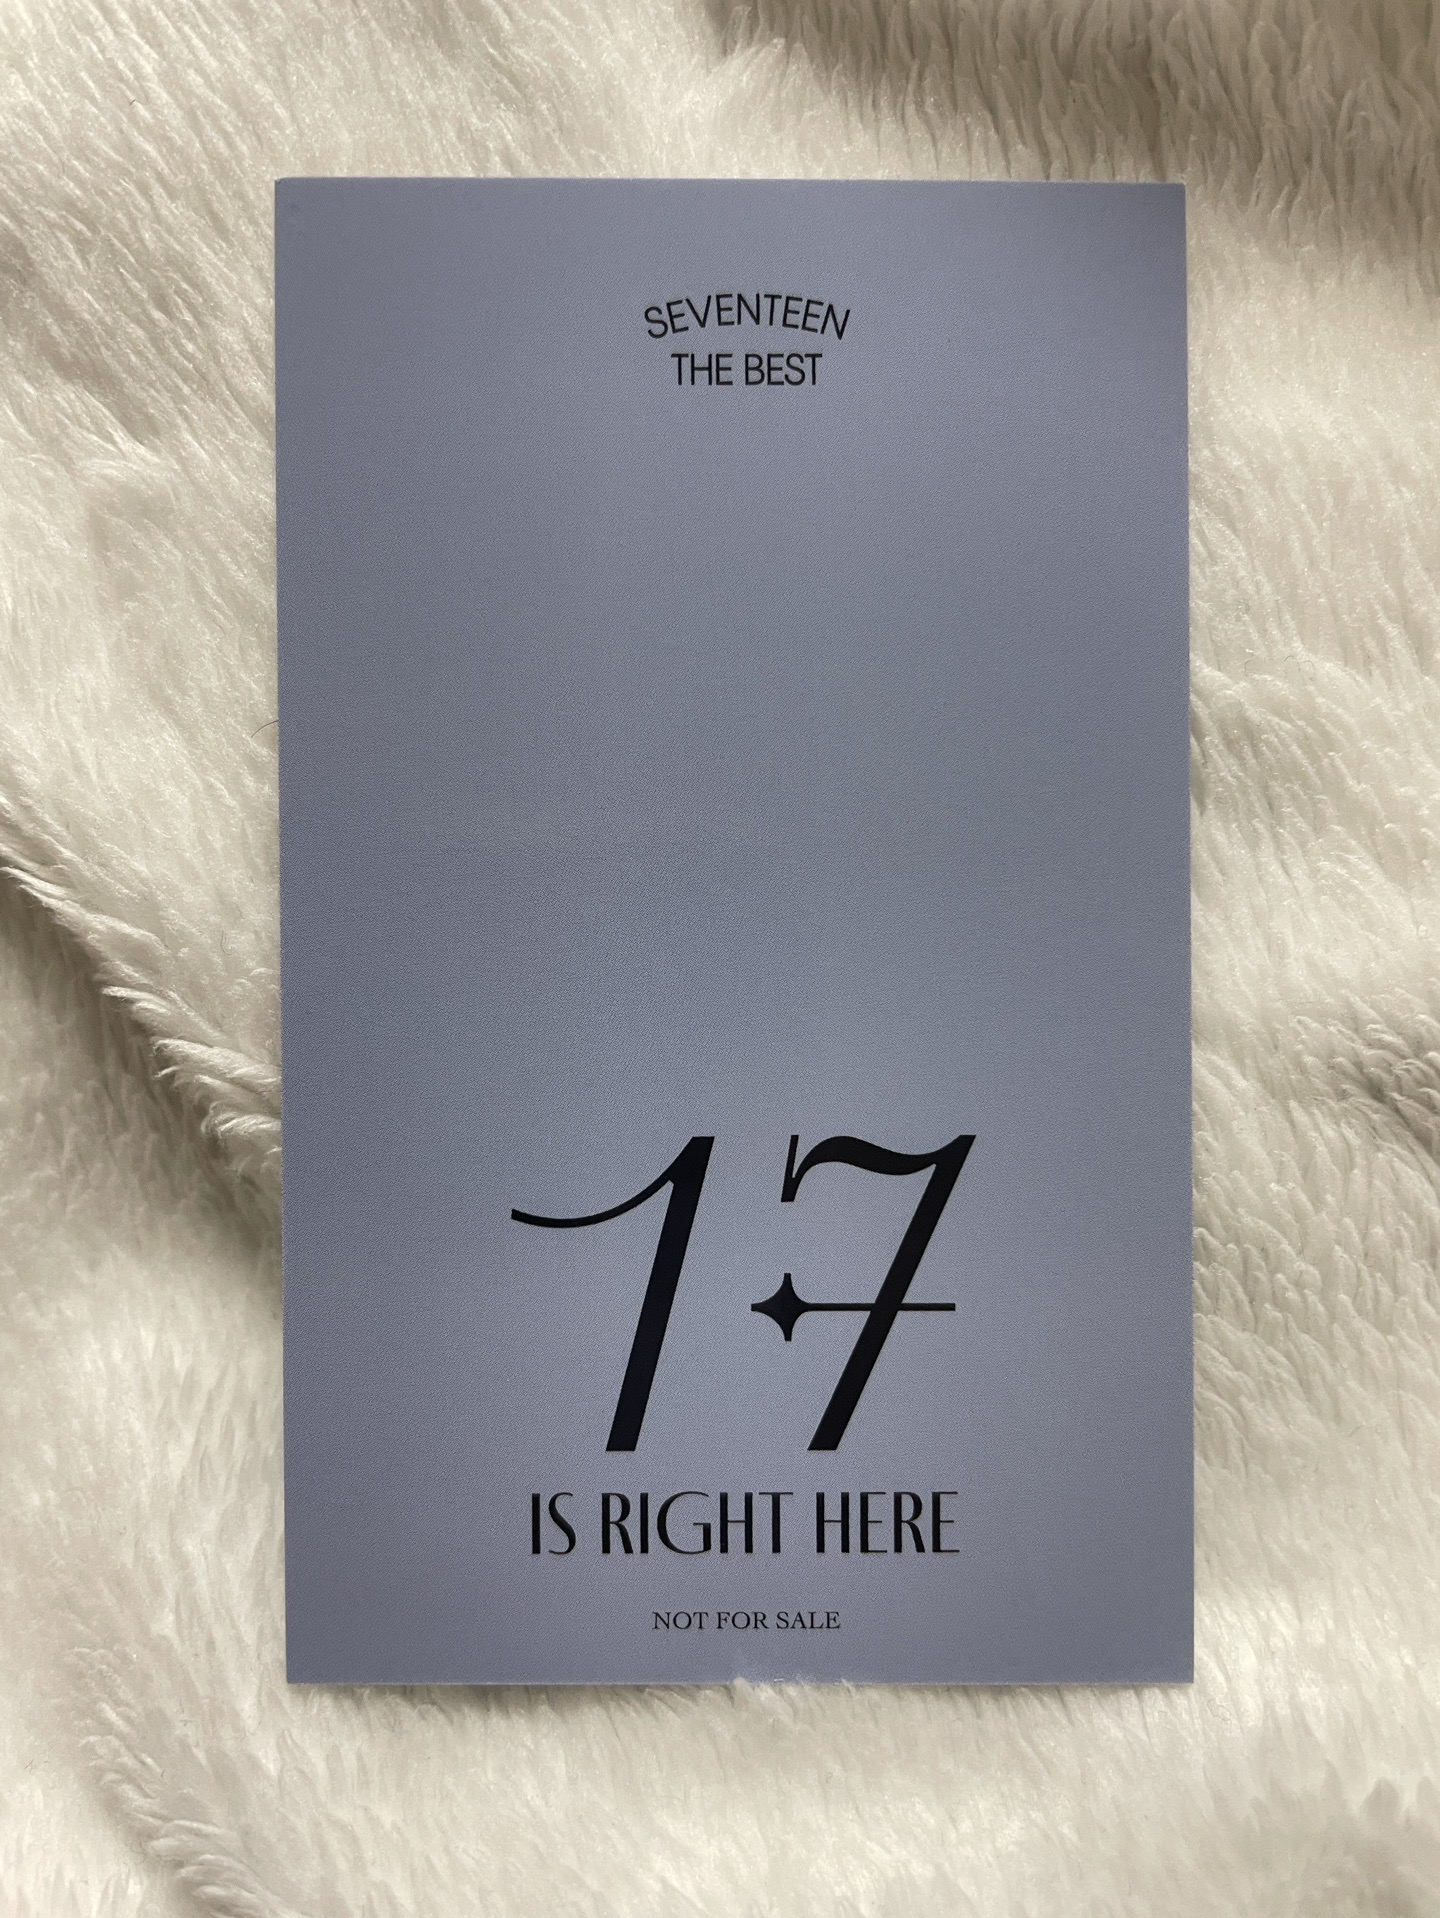 SEVENTEEN
THE BEST
17
IS RIGHT HERE
NOT FOR SALE